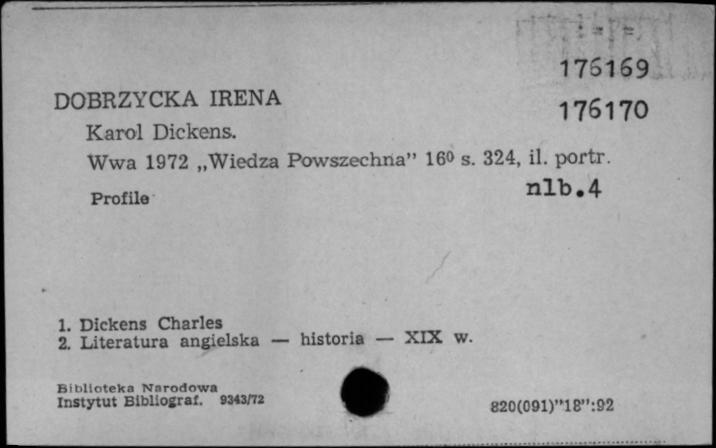 176169
DOBRZYCKA IRENA
176170
Karol Dickens.
Wwa 1972 „Wiedza Powszechna” 16⁰ s. 324, il. portr.
nlb.4
Profile
1. Dickens Charles
2. Literatura angielska — historia — XIX w.
Biblioteka Narodowa
Instytut Bibliograf. 9343/72
820(091)”18”:92